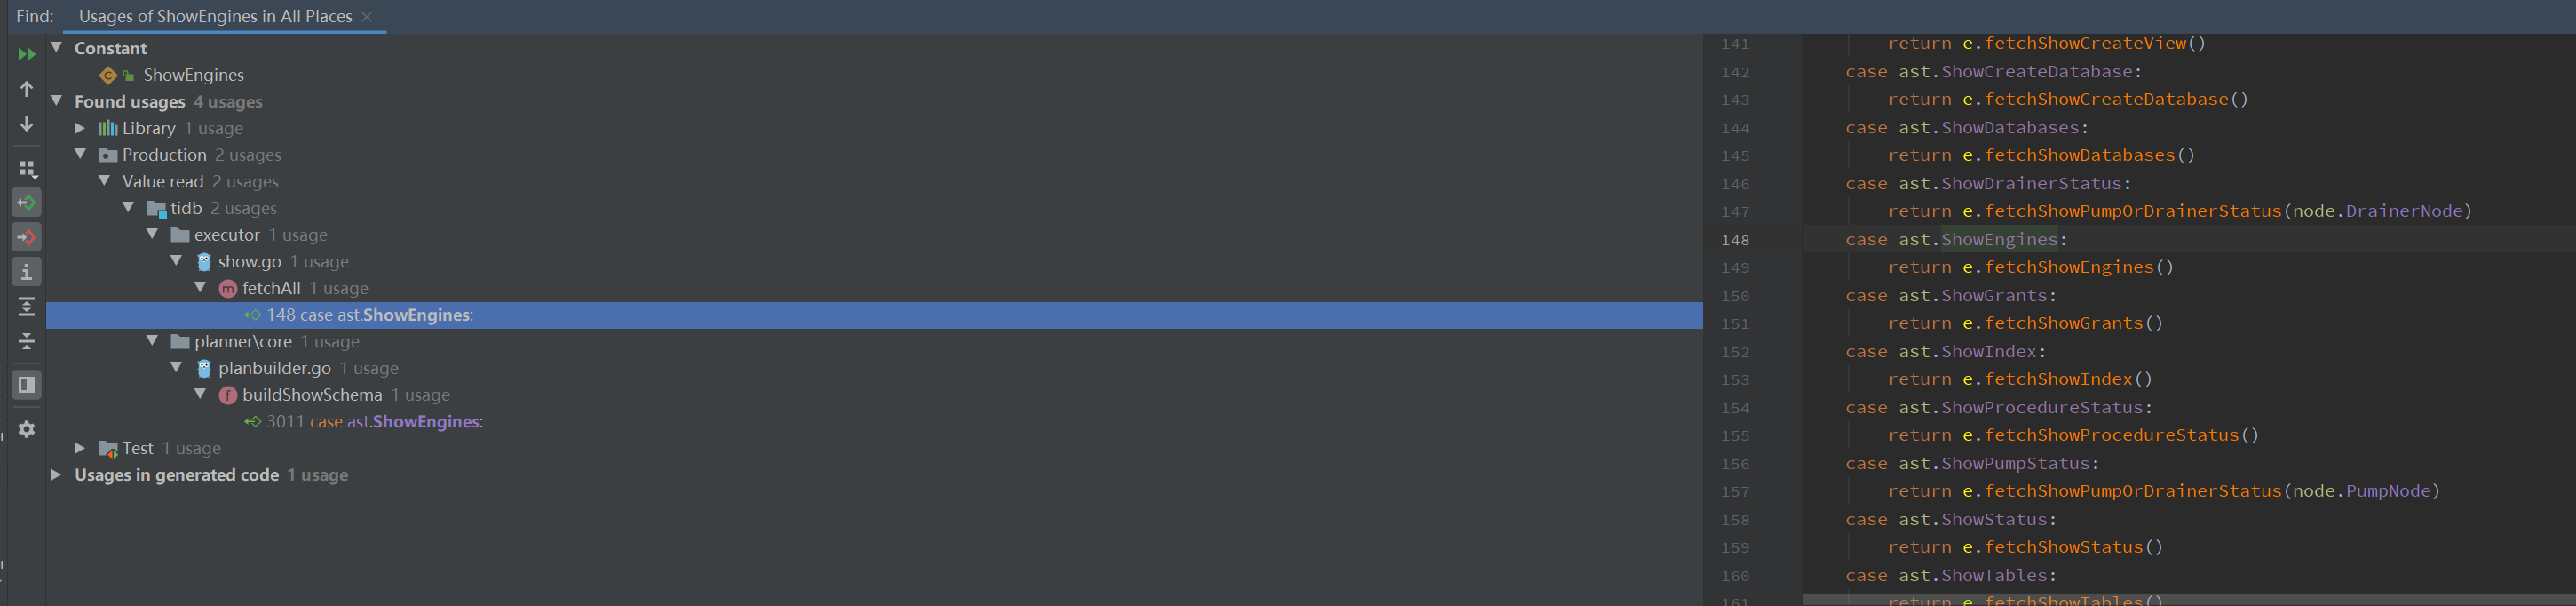 Find: Usages of ShowEngines in All Places
Constant
ShowEngines
Found usages 4 usages
Library 1 usage
Production 2 usages
Value read 2 usages
tidb 2 usages
executor 1 usage
show.go 1 usage
fetchAll 1 usage
148 case ast.ShowEngines:
planner\core 1 usage
planbuilder.go 1 usage
buildShowSchema 1 usage
3011 case ast.ShowEngines:
Test 1 usage
Usages in generated code 1 usage
141 return e.fetchShowCreateView()
142 case ast.ShowCreateDatabase:
143 return e.fetchShowCreateDatabase()
144 case ast.ShowDatabases:
145 return e.fetchShowDatabases()
146 case ast.ShowDrainerStatus:
147 return e.fetchShowPumpOrDrainerStatus(node.DrainerNode)
148 case ast.ShowEngines:
149 return e.fetchShowEngines()
150 case ast.ShowGrants:
151 return e.fetchShowGrants()
152 case ast.ShowIndex:
153 return e.fetchShowIndex()
154 case ast.ShowProcedureStatus:
155 return e.fetchShowProcedureStatus()
156 case ast.ShowPumpStatus:
157 return e.fetchShowPumpOrDrainerStatus(node.PumpNode)
158 case ast.ShowStatus:
159 return e.fetchShowStatus()
160 case ast.ShowTables:
161 return e.fetchShowTables()